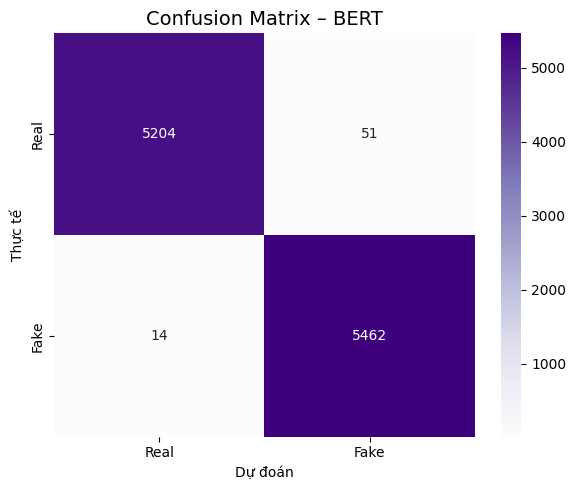 Confusion Matrix – BERT
5000
4000
3000
2000
1000
Thực tế
Real
5204
51
Fake
14
5462
Real
Fake
Dự đoán